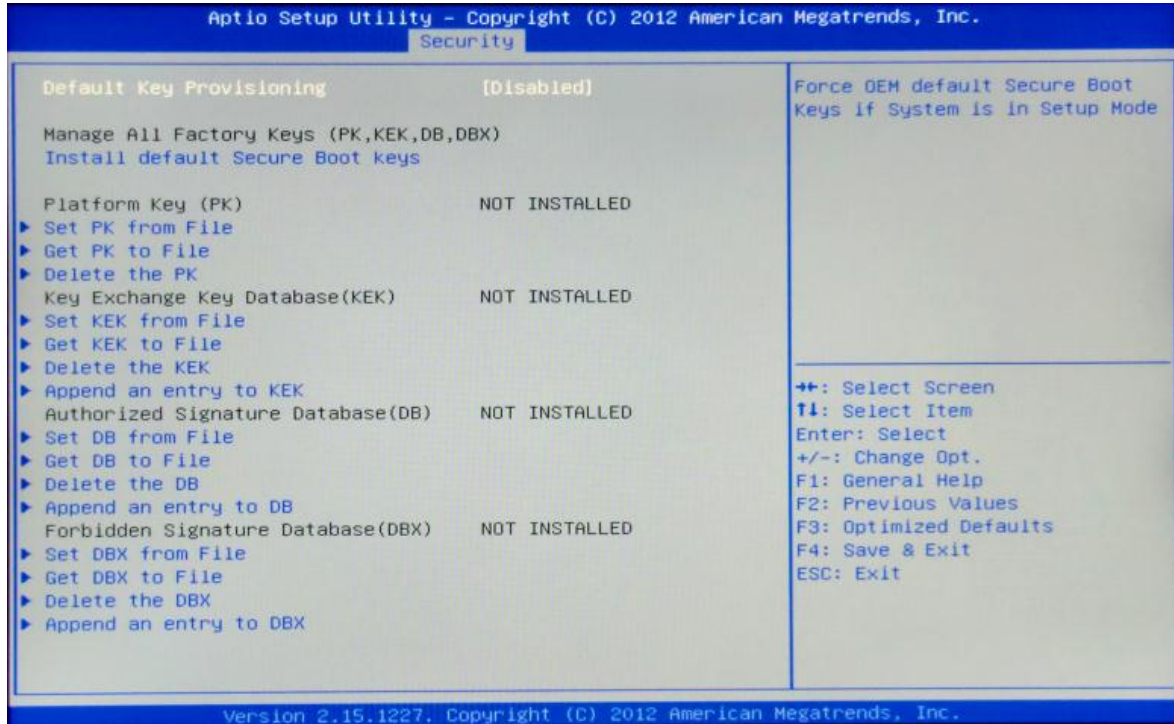 Aptio Setup Utility – Copyright (C) 2012 American Megatrends, Inc.
Security
Default Key Provisioning [Disabled]
Manage All Factory Keys (PK,KEK,DB,DBX)
Install default Secure Boot keys
Platform Key (PK) NOT INSTALLED
▶ Set PK from File
▶ Get PK to File
▶ Delete the PK
Key Exchange Key Database(KEK) NOT INSTALLED
▶ Set KEK from File
▶ Get KEK to File
▶ Delete the KEK
▶ Append an entry to KEK
Authorized Signature Database(DB) NOT INSTALLED
▶ Set DB from File
▶ Get DB to File
▶ Delete the DB
▶ Append an entry to DB
Forbidden Signature Database(DBX) NOT INSTALLED
▶ Set DBX from File
▶ Get DBX to File
▶ Delete the DBX
▶ Append an entry to DBX
Force OEM default Secure Boot
Keys if System is in Setup Mode
→←: Select Screen
↑↓: Select Item
Enter: Select
+/-: Change Opt.
F1: General Help
F2: Previous Values
F3: Optimized Defaults
F4: Save & Exit
ESC: Exit
Version 2.15.1227. Copyright (C) 2012 American Megatrends, Inc.